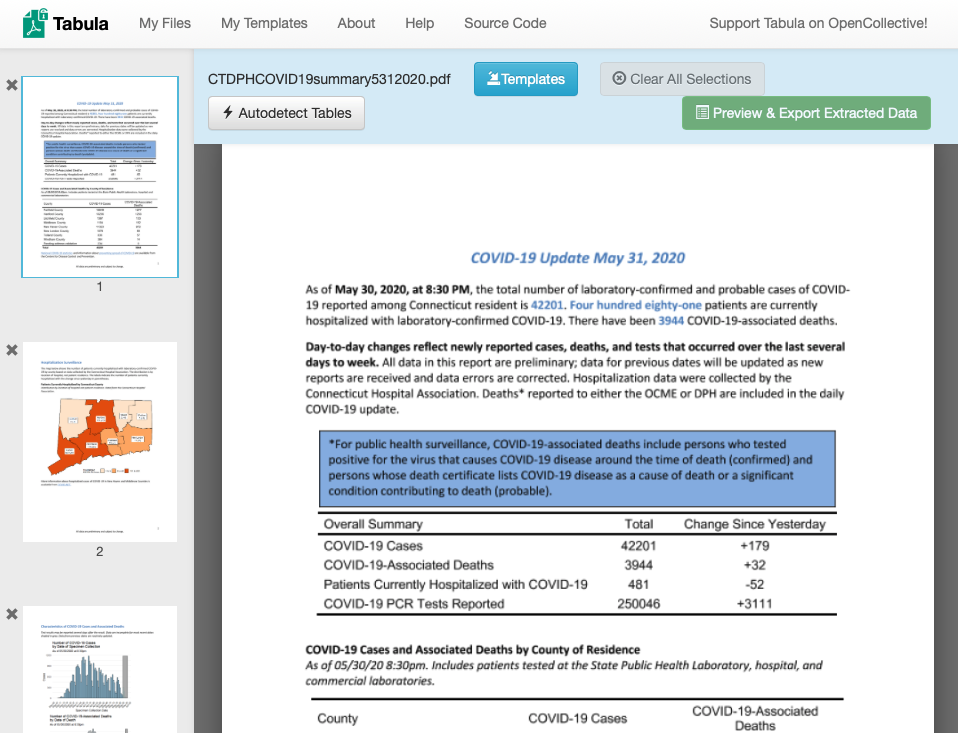 Tabula My Files My Templates About Help Source Code Support Tabula on OpenCollective!
CTDPHCOVID19summary5312020.pdf Templates Clear All Selections
Autodetect Tables Preview & Export Extracted Data
1
2
COVID-19 Update May 31, 2020
As of May 30, 2020, at 8:30 PM, the total number of laboratory-confirmed and probable cases of COVID-
19 reported among Connecticut resident is 42201. Four hundred eighty-one patients are currently
hospitalized with laboratory-confirmed COVID-19. There have been 3944 COVID-19-associated deaths.
Day-to-day changes reflect newly reported cases, deaths, and tests that occurred over the last several
days to week. All data in this report are preliminary; data for previous dates will be updated as new
reports are received and data errors are corrected. Hospitalization data were collected by the
Connecticut Hospital Association. Deaths* reported to either the OCME or DPH are included in the daily
COVID-19 update.
*For public health surveillance, COVID-19-associated deaths include persons who tested
positive for the virus that causes COVID-19 disease around the time of death (confirmed) and
persons whose death certificate lists COVID-19 disease as a cause of death or a significant
condition contributing to death (probable).
Overall Summary Total Change Since Yesterday
COVID-19 Cases 42201 +179
COVID-19-Associated Deaths 3944 +32
Patients Currently Hospitalized with COVID-19 481 -52
COVID-19 PCR Tests Reported 250046 +3111
COVID-19 Cases and Associated Deaths by County of Residence
As of 05/30/20 8:30pm. Includes patients tested at the State Public Health Laboratory, hospital, and
commercial laboratories.
County COVID-19 Cases COVID-19-Associated
Deaths